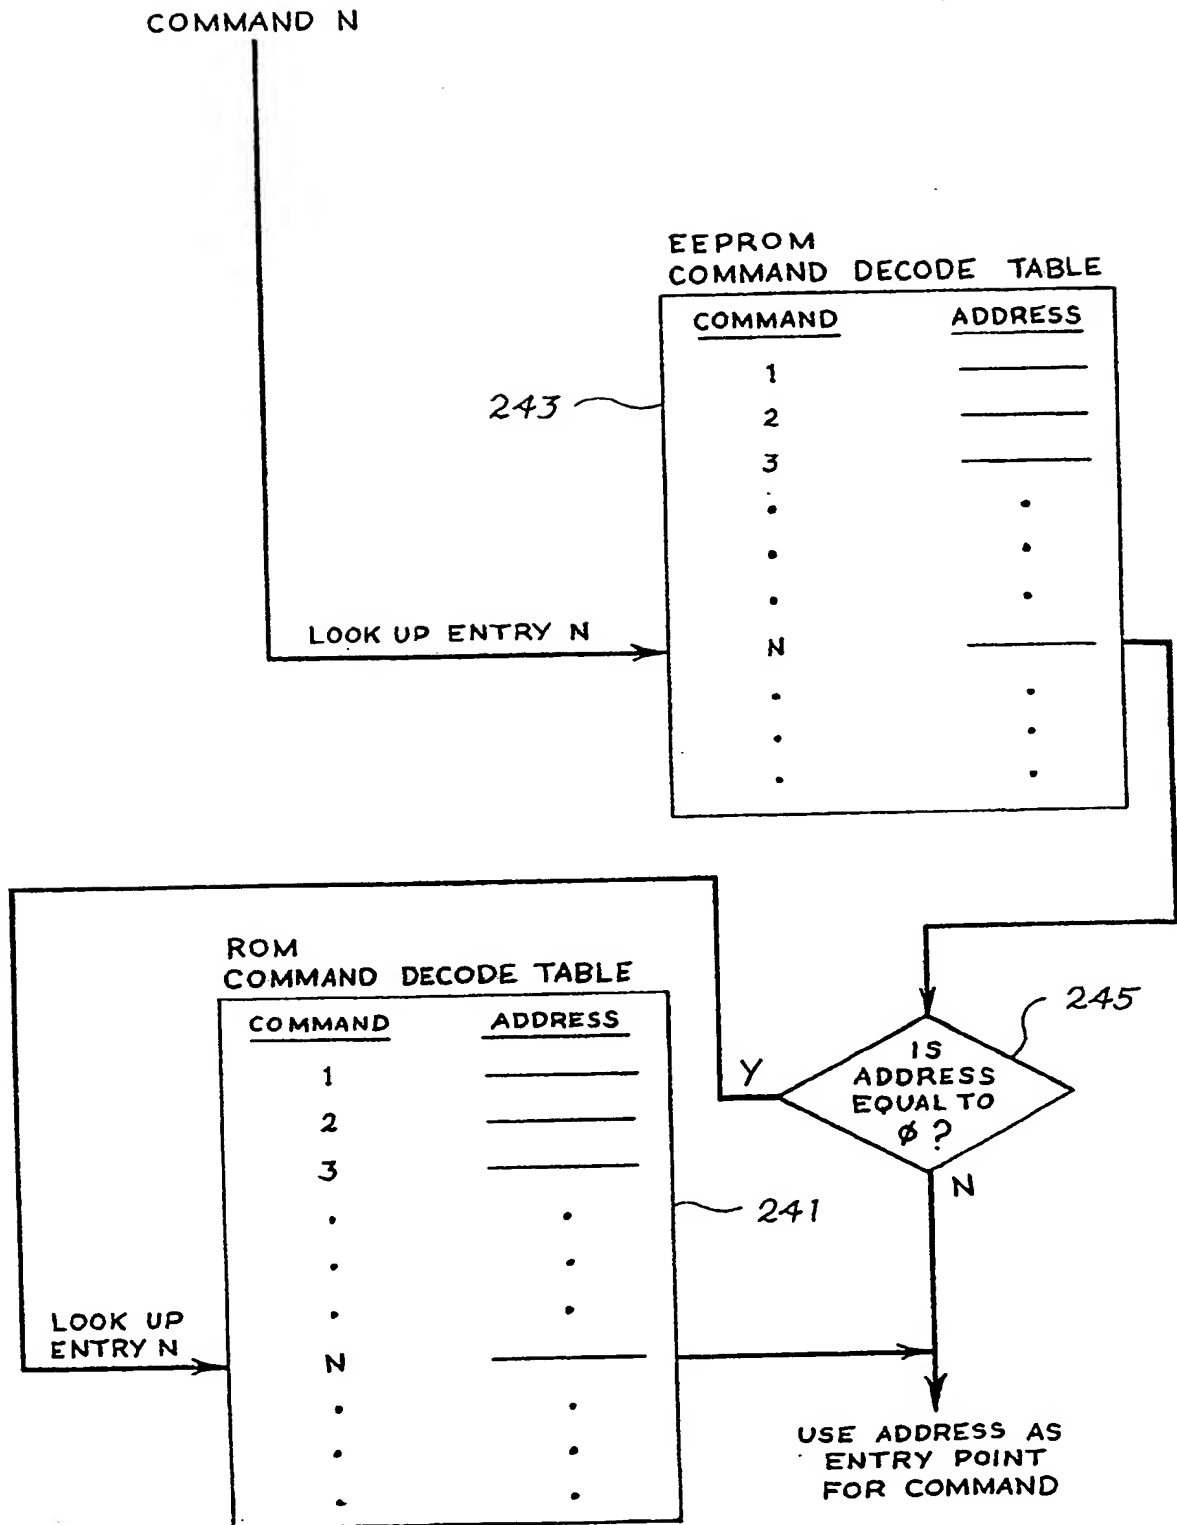 COMMAND N
EEPROM
COMMAND DECODE TABLE
COMMAND ADDRESS
1
243
2
3
LOOK UP ENTRY N
N
ROM
COMMAND DECODE TABLE
COMMAND ADDRESS
1
2
3
241
LOOK UP
ENTRY N
N
245
IS
ADDRESS
EQUAL TO
ø ?
Y
N
USE ADDRESS AS
ENTRY POINT
FOR COMMAND